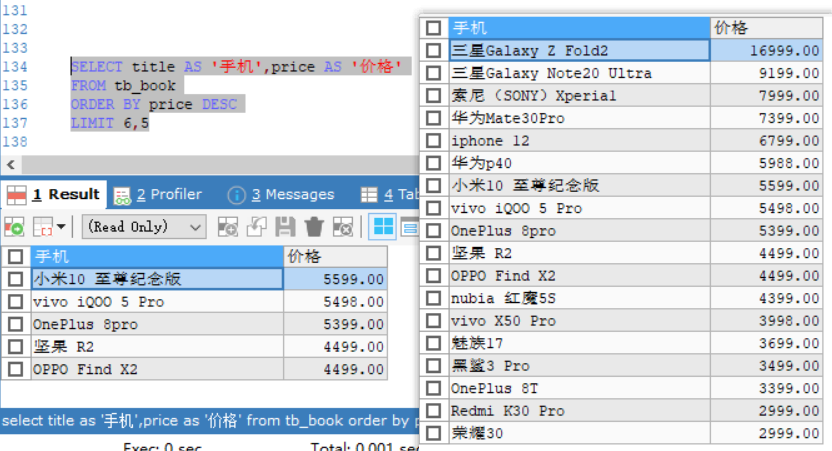 131
132
133
134 SELECT title AS '手机',price AS '价格'
135 FROM tb_book
136 ORDER BY price DESC
137 LIMIT 6,5
138
1 Result 2 Profiler 3 Messages 4 Tab
(Read Only)
手机 价格
小米10 至尊纪念版 5599.00
vivo iQOO 5 Pro 5498.00
OnePlus 8pro 5399.00
坚果 R2 4499.00
OPPO Find X2 4499.00
select title as '手机',price as '价格' from tb_book order by p
Exec: 0 sec Total: 0.001 sec
手机 价格
三星Galaxy Z Fold2 16999.00
三星Galaxy Note20 Ultra 9199.00
索尼（SONY）Xperia1 7999.00
华为Mate30Pro 7399.00
iphone 12 6799.00
华为p40 5988.00
小米10 至尊纪念版 5599.00
vivo iQOO 5 Pro 5498.00
OnePlus 8pro 5399.00
坚果 R2 4499.00
OPPO Find X2 4499.00
nubia 红魔5S 4399.00
vivo X50 Pro 3998.00
魅族17 3699.00
黑鲨3 Pro 3499.00
OnePlus 8T 3399.00
Redmi K30 Pro 2999.00
荣耀30 2999.00